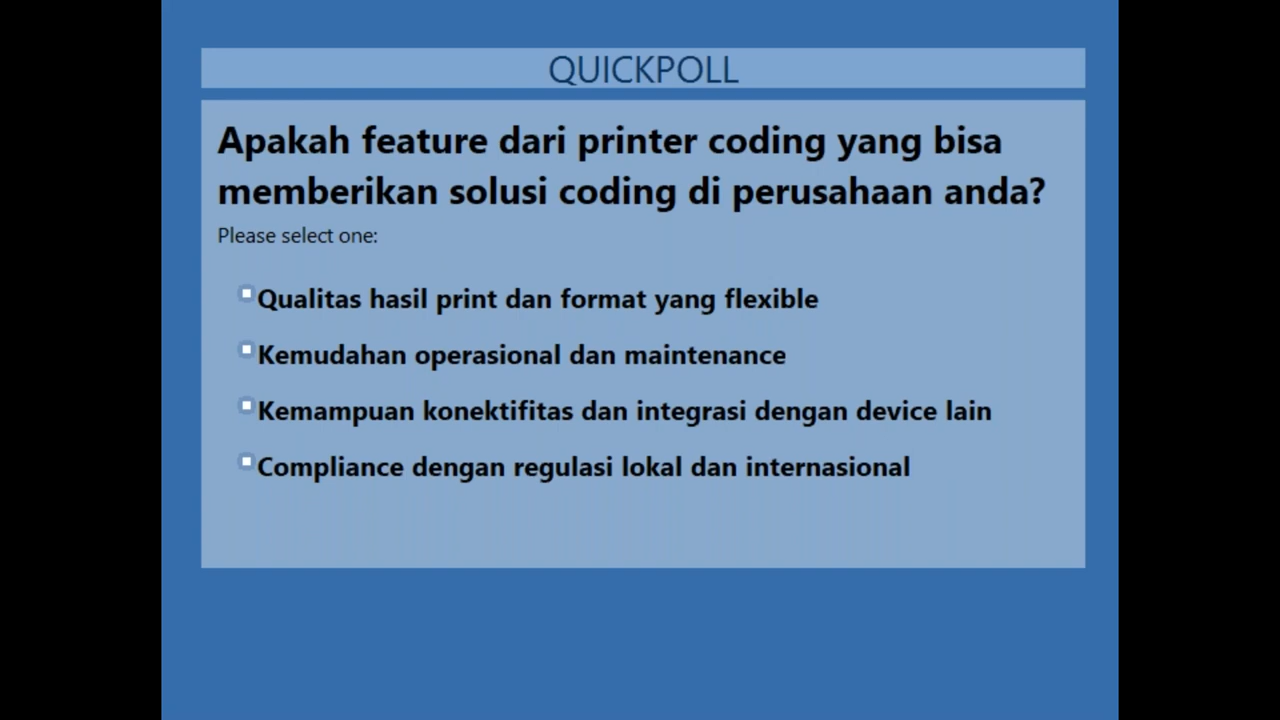 QUICKPOLL
Apakah feature dari printer coding yang bisa
memberikan solusi coding di perusahaan anda?
Please select one:
Qualitas hasil print dan format yang flexible
Kemudahan operasional dan maintenance
Kemampuan konektifitas dan integrasi dengan device lain
Compliance dengan regulasi lokal dan internasional